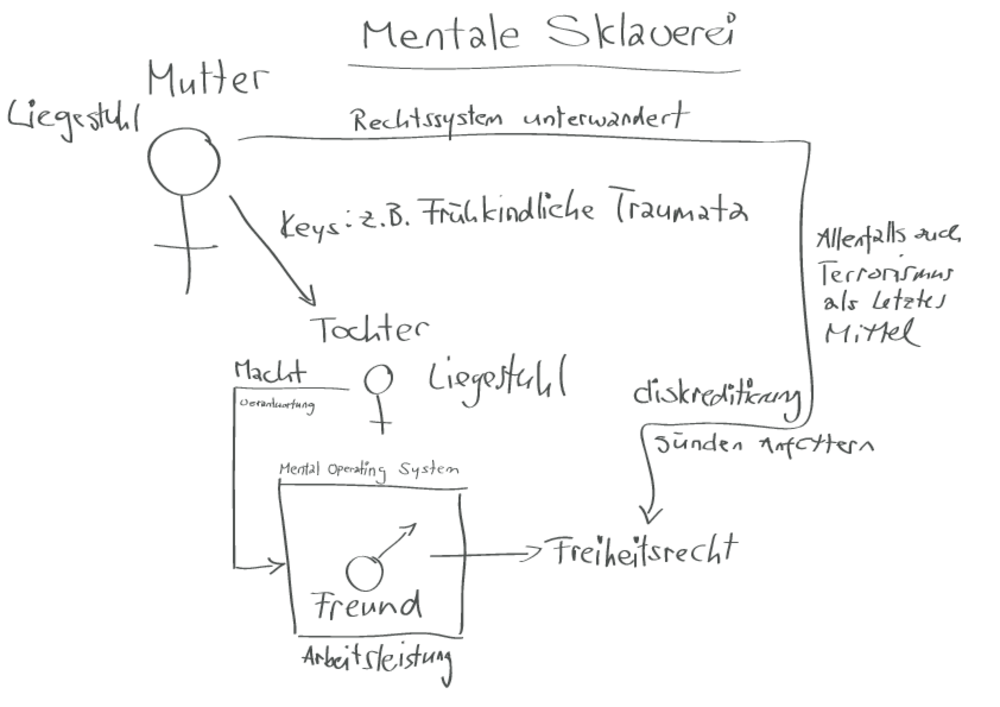 Mentale Sklaverei
Mutter
Liegestuhl
Rechtssystem unterwandert
Keys: z.B. Frühkindliche Traumata
Allenfalls auch
Terrorismus
als letztes
Mittel
Tochter
Macht
Verantwortung
Liegestuhl
diskreditierung
Sünden Anfüttern
Mental Operating System
Freiheitsrecht
Freund
Arbeitsleistung